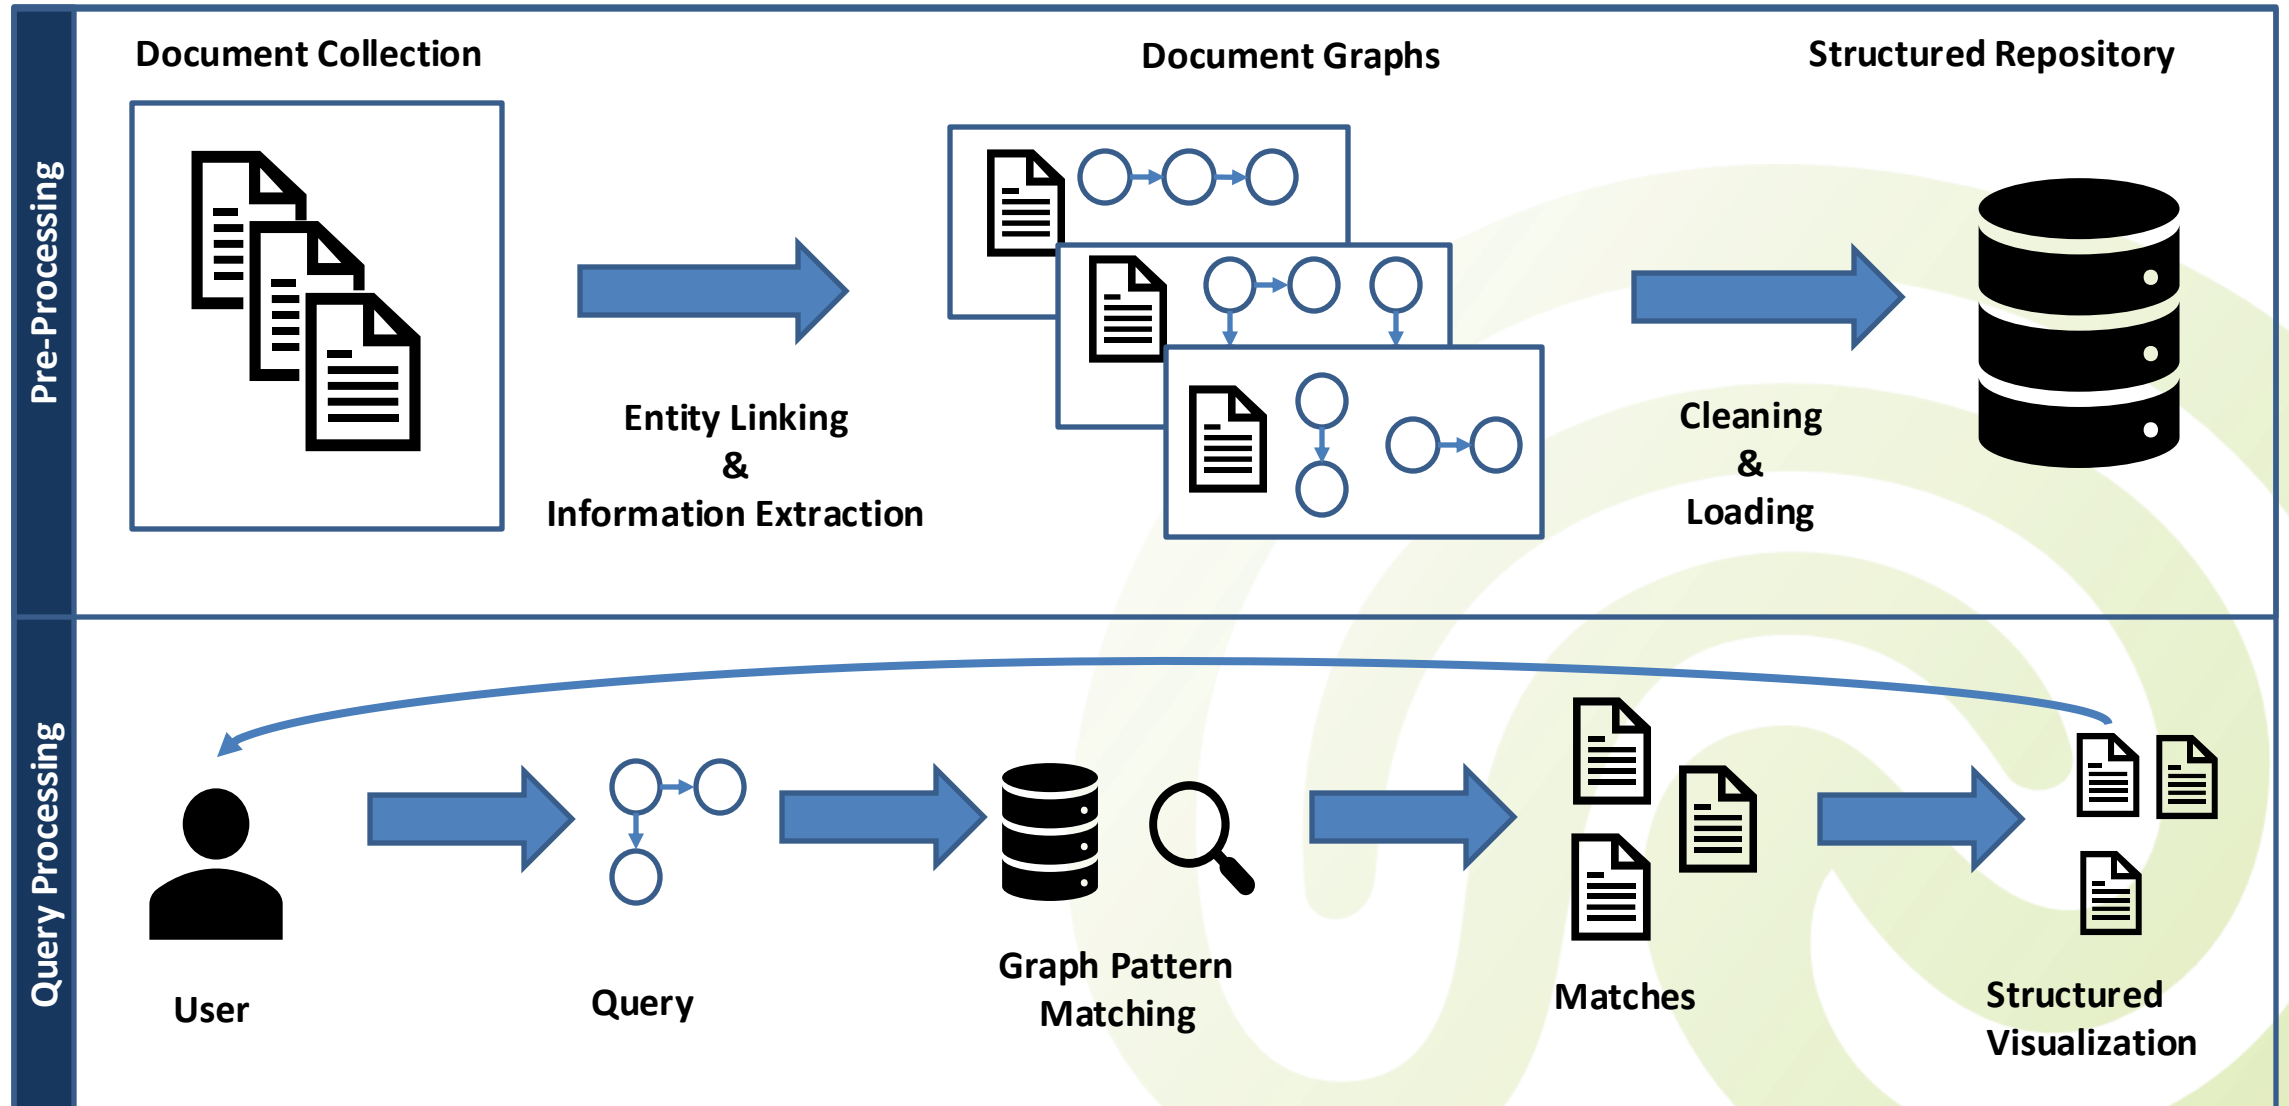 Pre-Processing
Document Collection
Document Graphs
Structured Repository
Entity Linking
&
Information Extraction
Cleaning
&
Loading
Query Processing
User
Query
Graph Pattern
Matching
Matches
Structured
Visualization